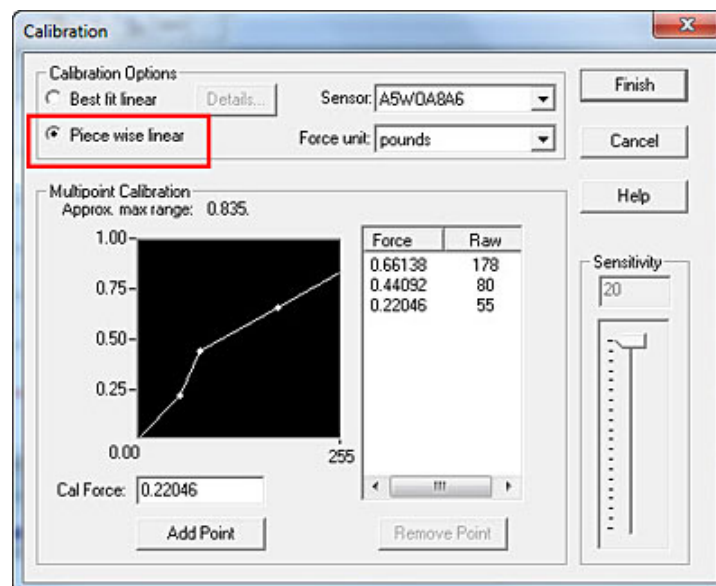 Calibration
Calibration Options
Best fit linear
Details...
Sensor: A5W0A8A6
Finish
Piece wise linear
Force unit: pounds
Cancel
Help
Multipoint Calibration
Approx. max range: 0.835.
1.00
0.75
0.50
0.25
0.00
255
Force Raw
0.66138 178
0.44092 80
0.22046 55
Sensitivity
20
Cal Force: 0.22046
Add Point
Remove Point